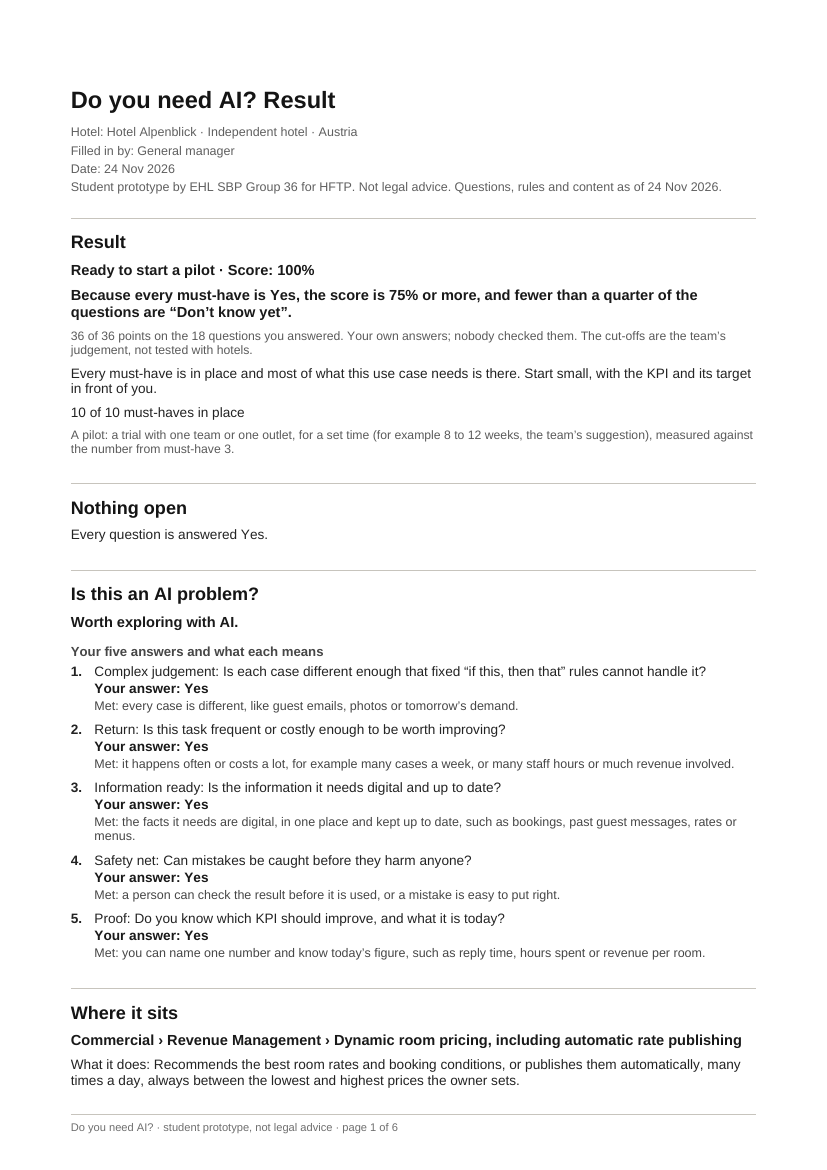 Do you need AI? Result
Hotel: Hotel Alpenblick · Independent hotel · Austria
Filled in by: General manager
Date: 24 Nov 2026
Student prototype by EHL SBP Group 36 for HFTP. Not legal advice. Questions, rules and content as of 24 Nov 2026.
Result
Ready to start a pilot · Score: 100%
Because every must-have is Yes, the score is 75% or more, and fewer than a quarter of the
questions are “Don’t know yet”.
36 of 36 points on the 18 questions you answered. Your own answers; nobody checked them. The cut-offs are the team’s
judgement, not tested with hotels.
Every must-have is in place and most of what this use case needs is there. Start small, with the KPI and its target
in front of you.
10 of 10 must-haves in place
A pilot: a trial with one team or one outlet, for a set time (for example 8 to 12 weeks, the team’s suggestion), measured against
the number from must-have 3.
Nothing open
Every question is answered Yes.
Is this an AI problem?
Worth exploring with AI.
Your five answers and what each means
1. Complex judgement: Is each case different enough that fixed “if this, then that” rules cannot handle it?
Your answer: Yes
Met: every case is different, like guest emails, photos or tomorrow’s demand.
2. Return: Is this task frequent or costly enough to be worth improving?
Your answer: Yes
Met: it happens often or costs a lot, for example many cases a week, or many staff hours or much revenue involved.
3. Information ready: Is the information it needs digital and up to date?
Your answer: Yes
Met: the facts it needs are digital, in one place and kept up to date, such as bookings, past guest messages, rates or
menus.
4. Safety net: Can mistakes be caught before they harm anyone?
Your answer: Yes
Met: a person can check the result before it is used, or a mistake is easy to put right.
5. Proof: Do you know which KPI should improve, and what it is today?
Your answer: Yes
Met: you can name one number and know today’s figure, such as reply time, hours spent or revenue per room.
Where it sits
Commercial › Revenue Management › Dynamic room pricing, including automatic rate publishing
What it does: Recommends the best room rates and booking conditions, or publishes them automatically, many
times a day, always between the lowest and highest prices the owner sets.
Do you need AI? · student prototype, not legal advice · page 1 of 6